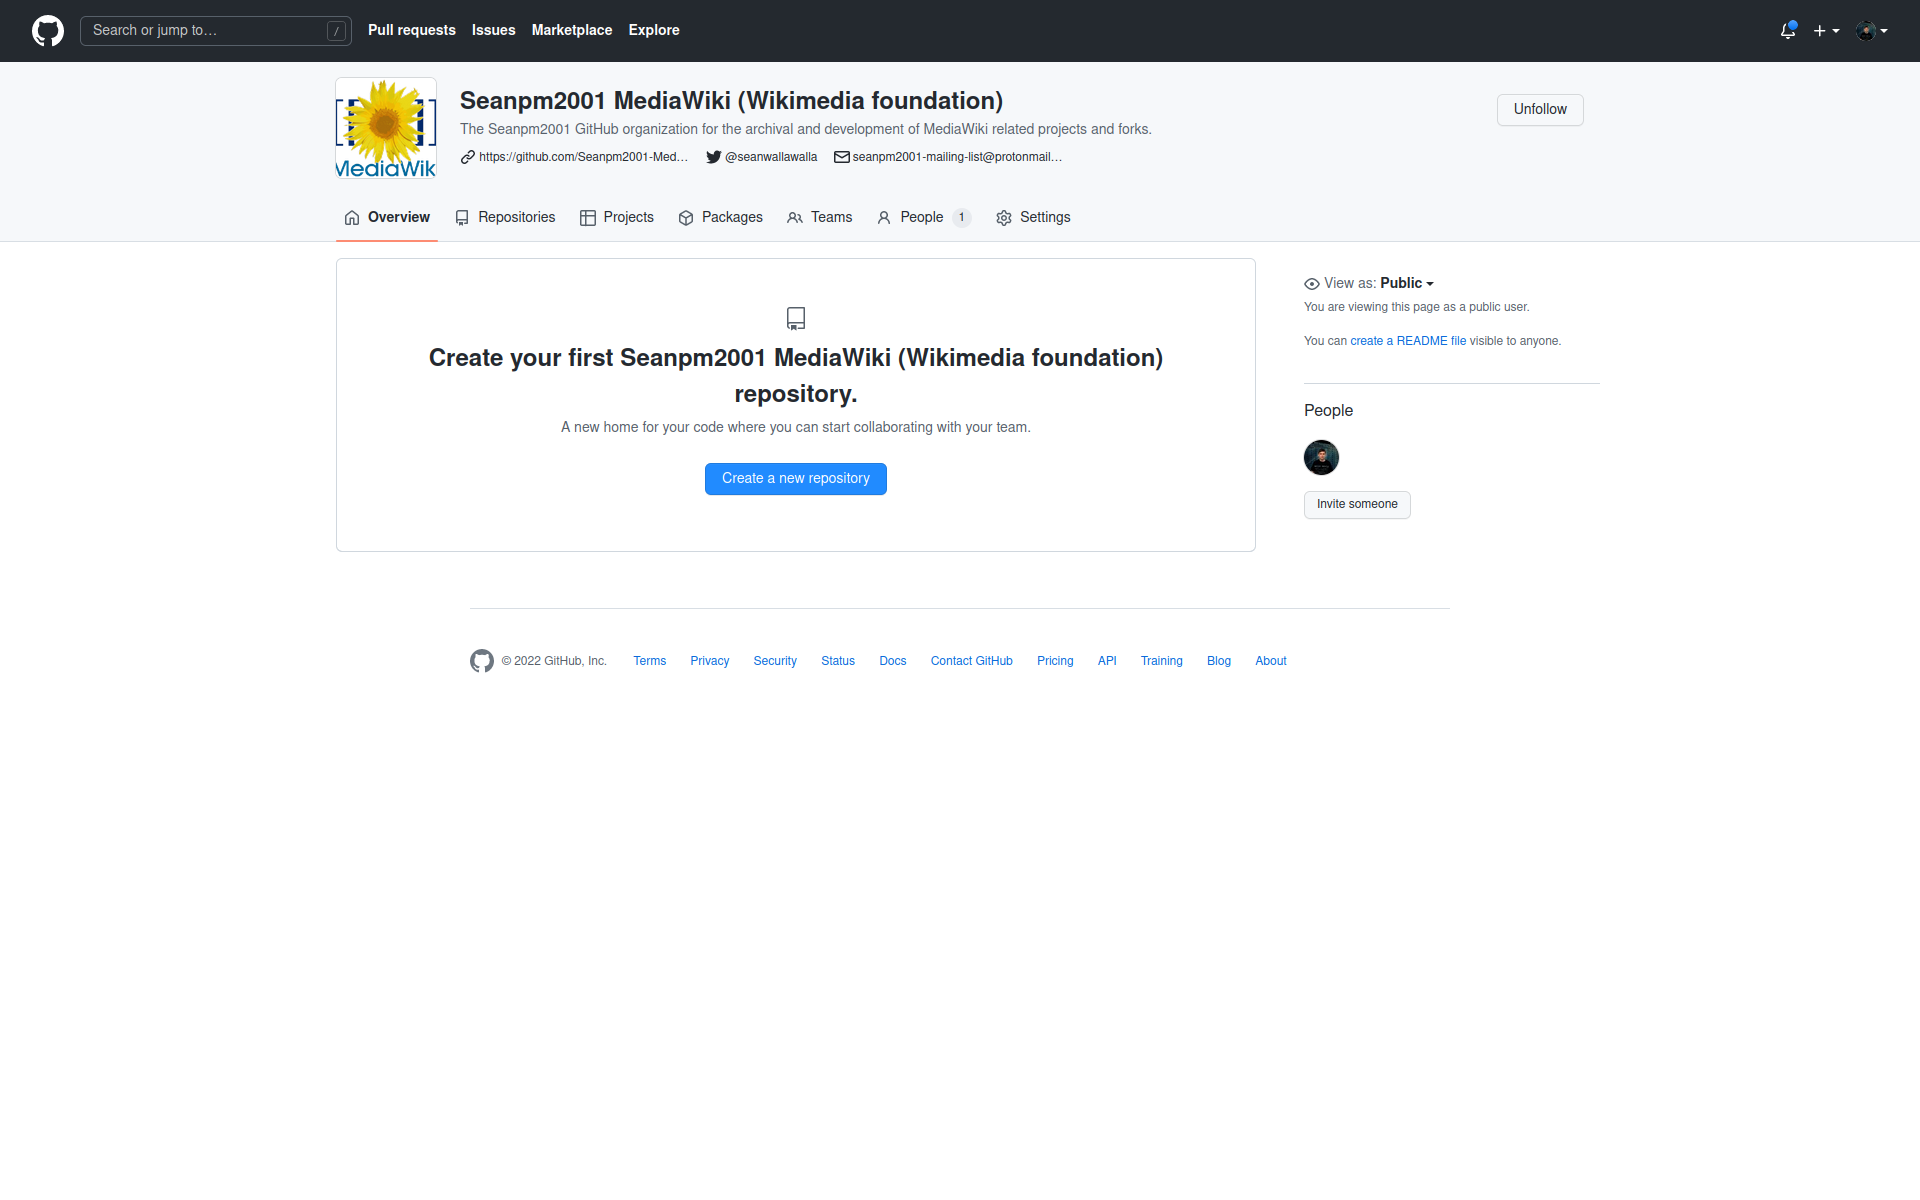 Search or jump to… /
Pull requests
Issues
Marketplace
Explore
[ ]
MediaWik
Seanpm2001 MediaWiki (Wikimedia foundation)
The Seanpm2001 GitHub organization for the archival and development of MediaWiki related projects and forks.
https://github.com/Seanpm2001-Med…
@seanwallawalla
seanpm2001-mailing-list@protonmail…
Unfollow
Overview
Repositories
Projects
Packages
Teams
People 1
Settings
Create your first Seanpm2001 MediaWiki (Wikimedia foundation)
repository.
A new home for your code where you can start collaborating with your team.
Create a new repository
View as: Public
You are viewing this page as a public user.
You can create a README file visible to anyone.
People
Invite someone
© 2022 GitHub, Inc.
Terms
Privacy
Security
Status
Docs
Contact GitHub
Pricing
API
Training
Blog
About